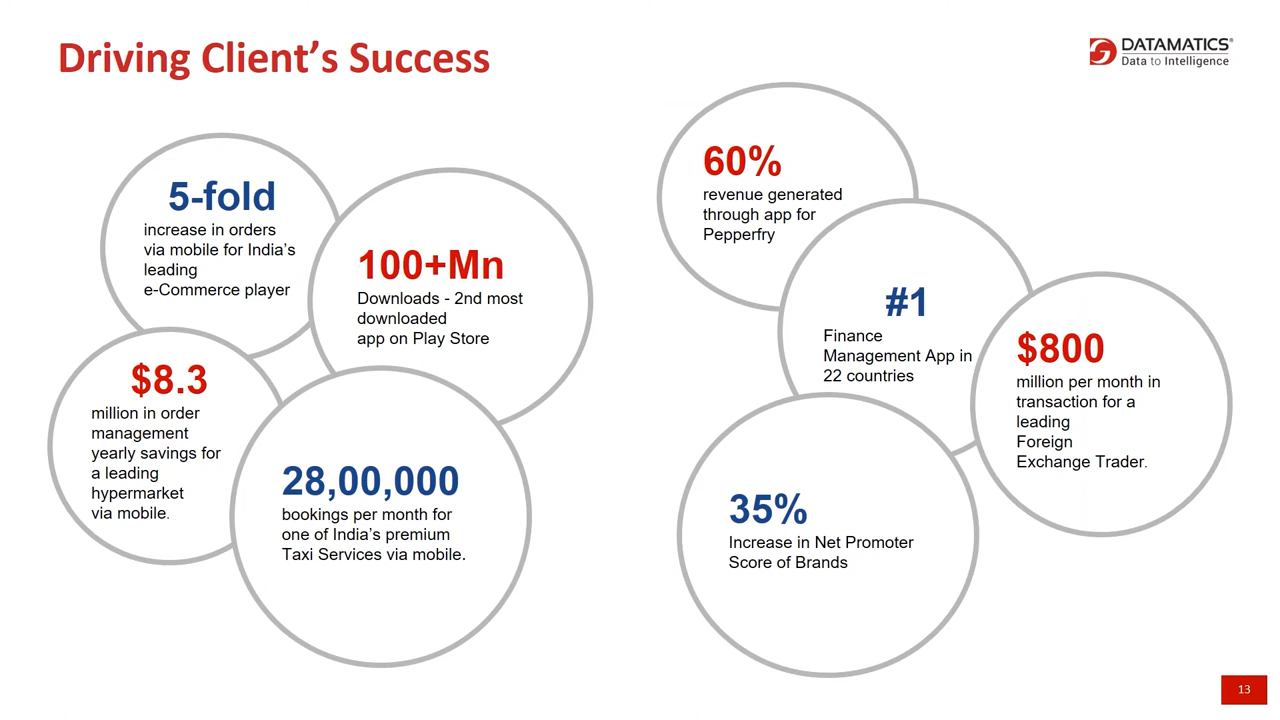 Driving Client’s Success
DATAMATICS®
Data to Intelligence
5-fold
increase in orders
via mobile for India’s
leading
e-Commerce player
100+Mn
Downloads - 2nd most
downloaded
app on Play Store
$8.3
million in order
management
yearly savings for
a leading
hypermarket
via mobile.
28,00,000
bookings per month for
one of India’s premium
Taxi Services via mobile.
60%
revenue generated
through app for
Pepperfry
#1
Finance
Management App in
22 countries
$800
million per month in
transaction for a
leading
Foreign
Exchange Trader.
35%
Increase in Net Promoter
Score of Brands
13